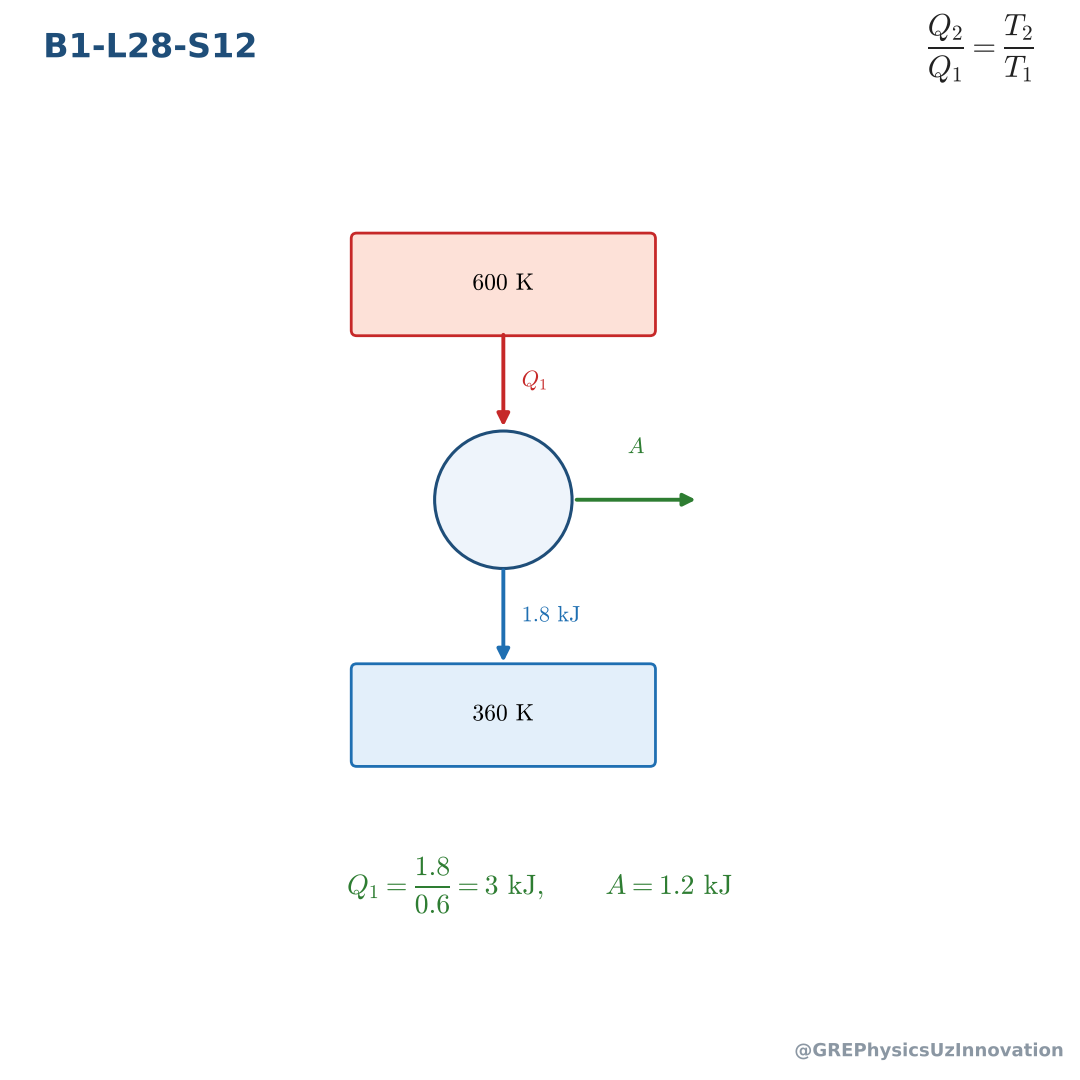 B1-L28-S12
Q₂/Q₁ = T₂/T₁
600 K
Q₁
A
1.8 kJ
360 K
Q₁ = 1.8/0.6 = 3 kJ, A = 1.2 kJ
@GREPhysicsUzInnovation